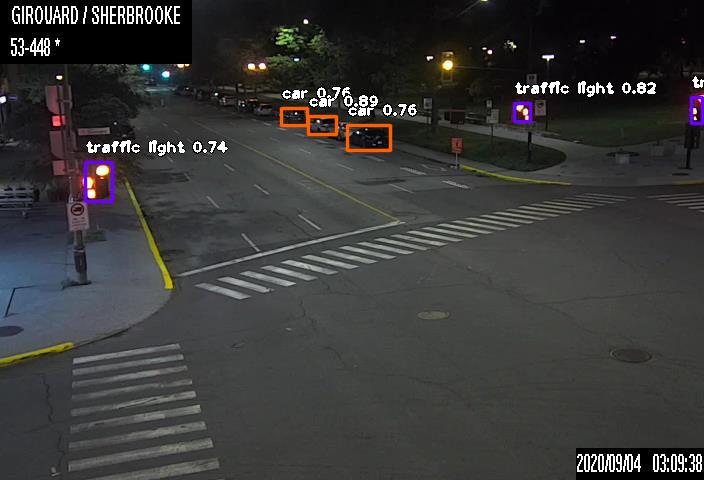 GIROUARD / SHERBROOKE
53-448 *
car 0.76
car 0.89
car 0.76
traffic light 0.82
tr
traffic light 0.74
2020/09/04 03:09:38